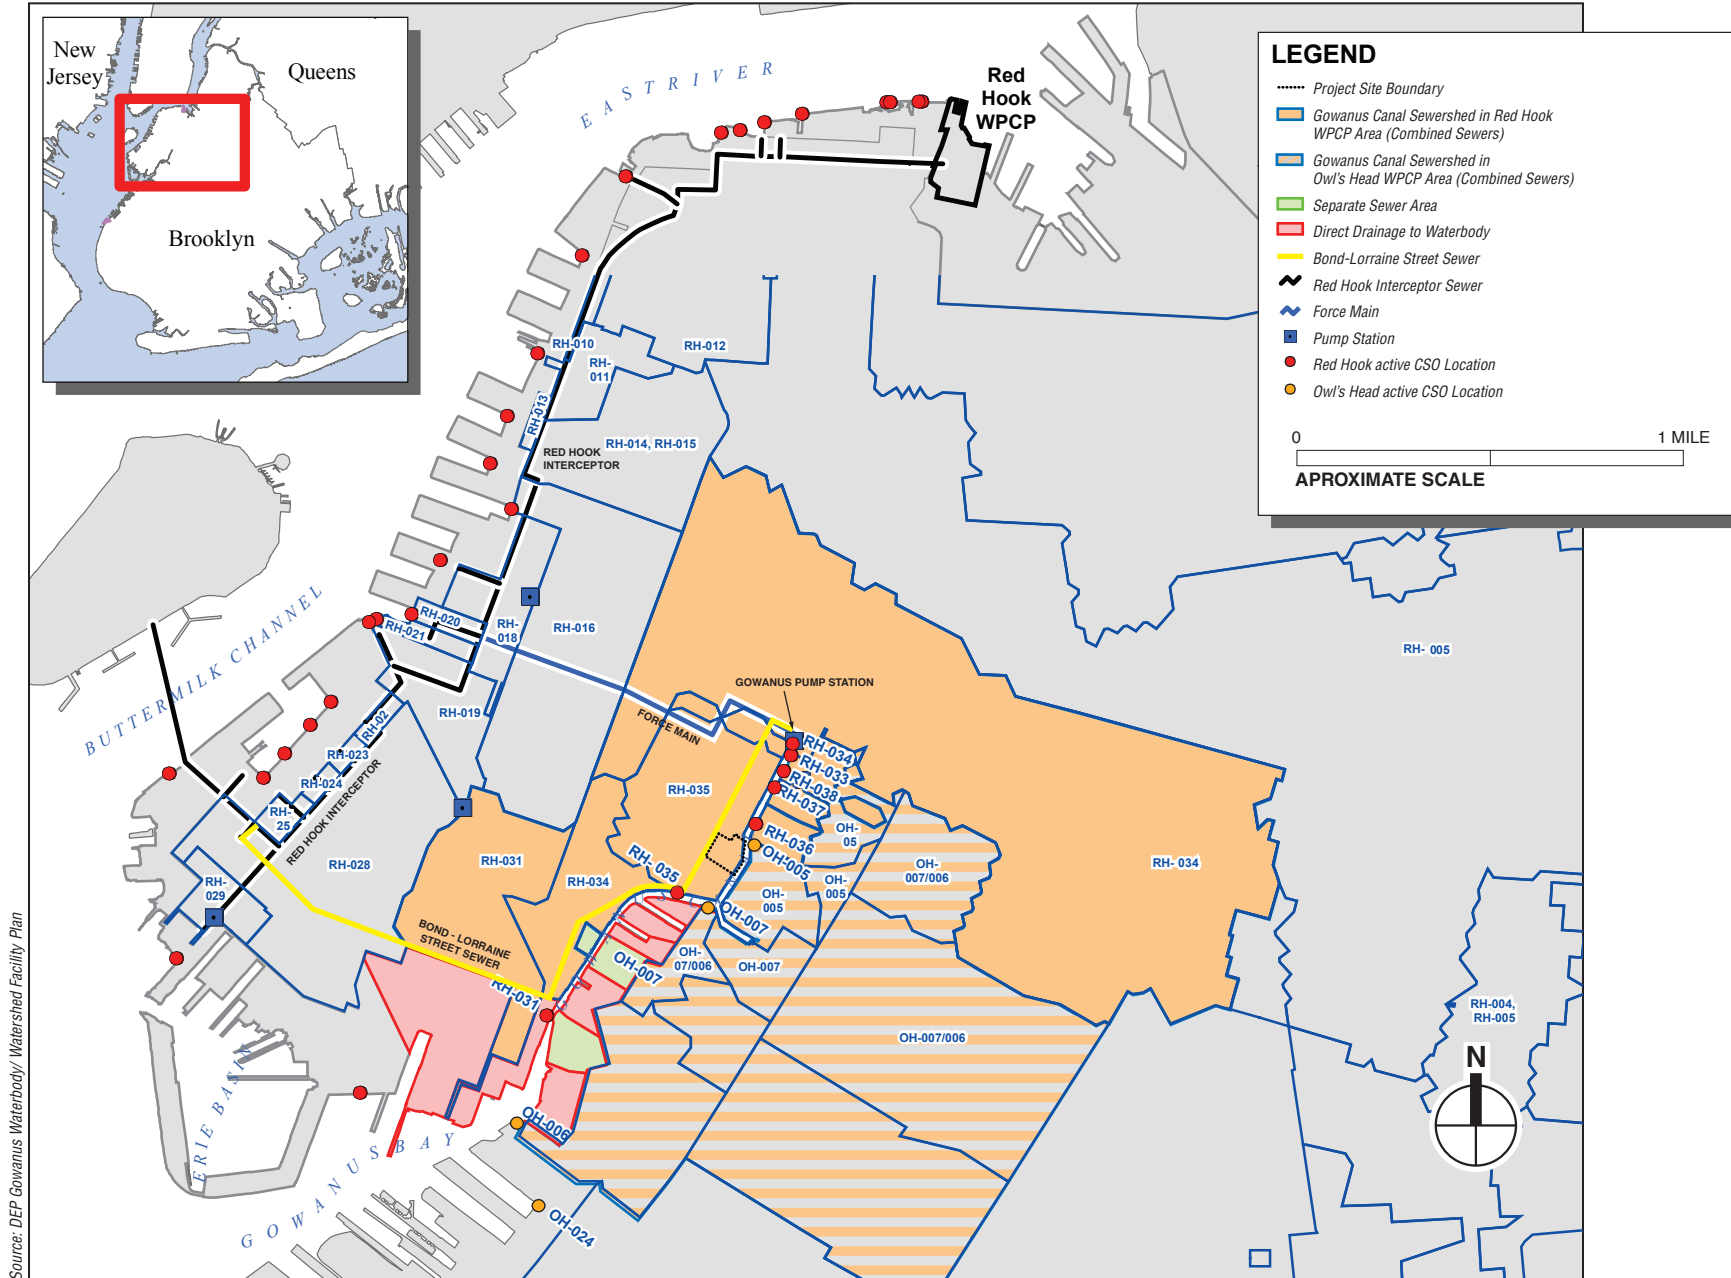 New
Jersey
Queens
Brooklyn
EAST RIVER
Red
Hook
WPCP
LEGEND
Project Site Boundary
Gowanus Canal Sewershed in Red Hook
WPCP Area (Combined Sewers)
Gowanus Canal Sewershed in
Owl's Head WPCP Area (Combined Sewers)
Separate Sewer Area
Direct Drainage to Waterbody
Bond-Lorraine Street Sewer
Red Hook Interceptor Sewer
Force Main
Pump Station
Red Hook active CSO Location
Owl's Head active CSO Location
0
1 MILE
APROXIMATE SCALE
RH-010
RH-
011
RH-012
RH-013
RH-014, RH-015
RED HOOK
INTERCEPTOR
BUTTERMILK CHANNEL
RH-020
RH-021
RH-
018
RH-016
RH- 005
GOWANUS PUMP STATION
FORCE MAIN
RH-019
RH-02
RH-023
RH-024
RH-
25
RED HOOK INTERCEPTOR
RH-034
RH-033
RH-038
RH-037
RH-036
RH-035
OH-
05
OH-005
RH-028
RH-031
RH-034
RH- 035
OH-
007/006
RH- 034
RH-
029
OH-
005
OH-
005
OH-007
BOND - LORRAINE
STREET SEWER
OH-007
OH-
07/006
OH-007
RH-031
RH-004,
RH-005
OH-007/006
N
OH-006
ERIE BASIN
GOWANUS BAY
OH-024
Source: DEP Gowanus Waterbody/ Watershed Facility Plan